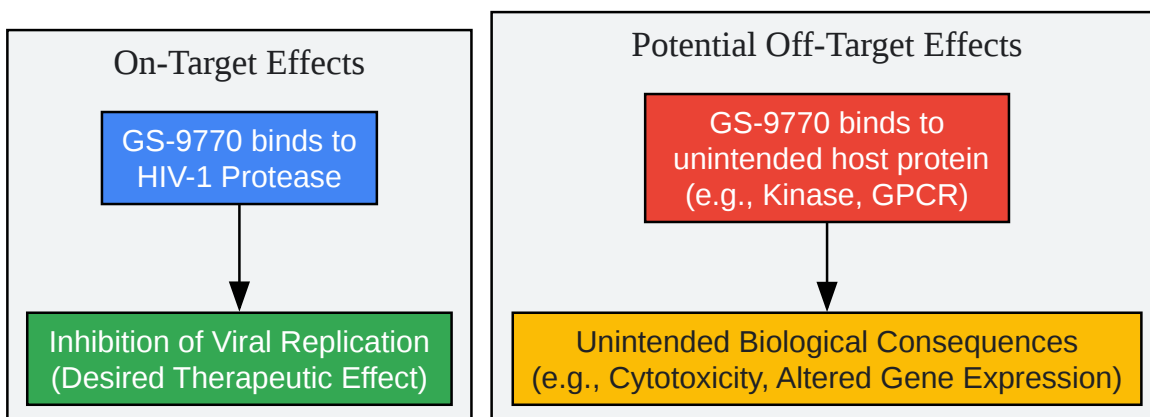 On-Target Effects
GS-9770 binds to
HIV-1 Protease
Inhibition of Viral Replication
(Desired Therapeutic Effect)
Potential Off-Target Effects
GS-9770 binds to
unintended host protein
(e.g., Kinase, GPCR)
Unintended Biological Consequences
(e.g., Cytotoxicity, Altered Gene Expression)